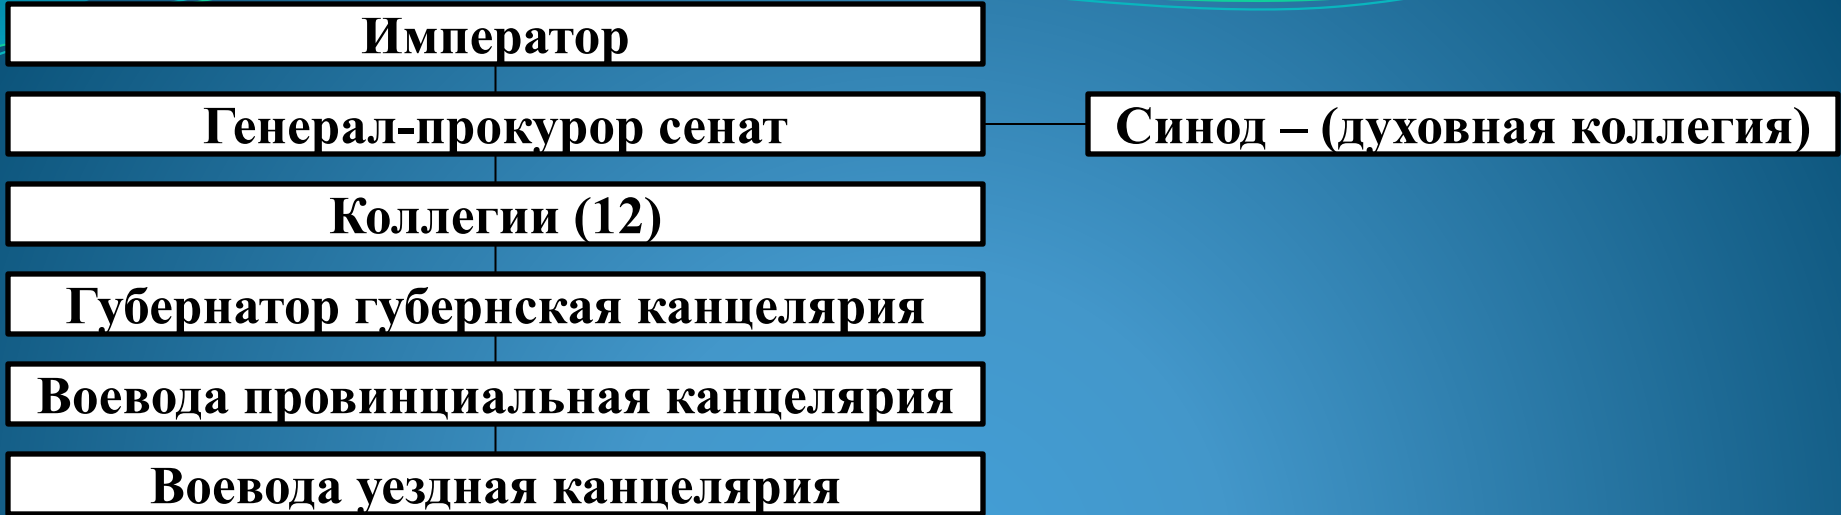 Император
Генерал-прокурор сенат
Синод – (духовная коллегия)
Коллегии (12)
Губернатор губернская канцелярия
Воевода провинциальная канцелярия
Воевода уездная канцелярия